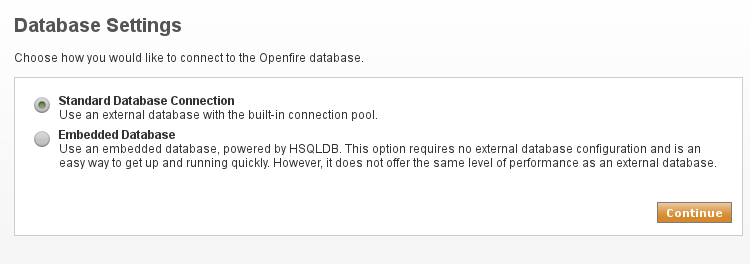 Database Settings
Choose how you would like to connect to the Openfire database.
Standard Database Connection
Use an external database with the built-in connection pool.
Embedded Database
Use an embedded database, powered by HSQLDB. This option requires no external database configuration and is an
easy way to get up and running quickly. However, it does not offer the same level of performance as an external database.
Continue